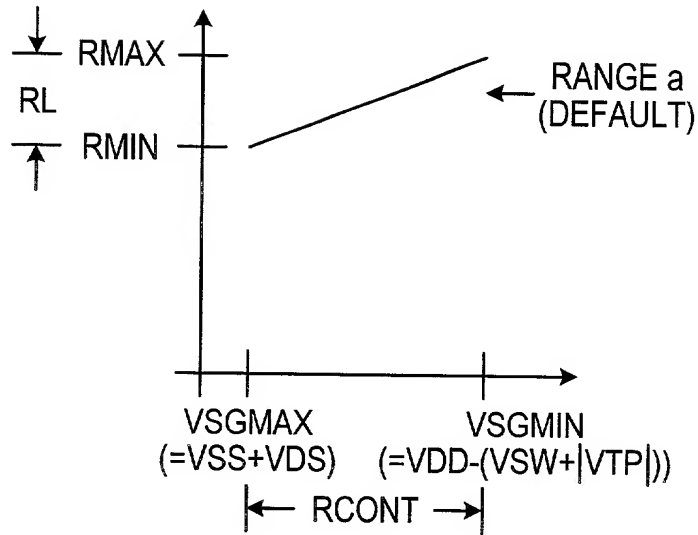 RMAX
RL
RMIN
RANGE a
(DEFAULT)
VSGMAX
(=VSS+VDS)
VSGMIN
(=VDD-(VSW+|VTP|))
RCONT